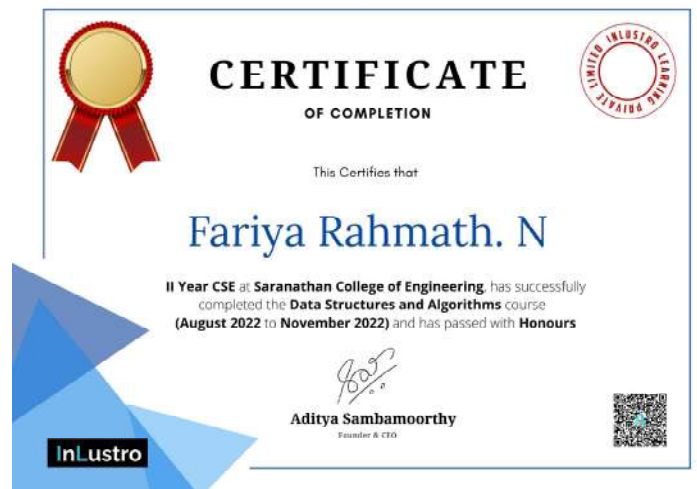 CERTIFICATE
OF COMPLETION
INLUSTRO LEARNING PRIVATE LIMITED
This Certifies that
Fariya Rahmath. N
II Year CSE at Saranathan College of Engineering, has successfully
completed the Data Structures and Algorithms course
(August 2022 to November 2022) and has passed with Honours
Aditya Sambamoorthy
Founder & CEO
InLustro